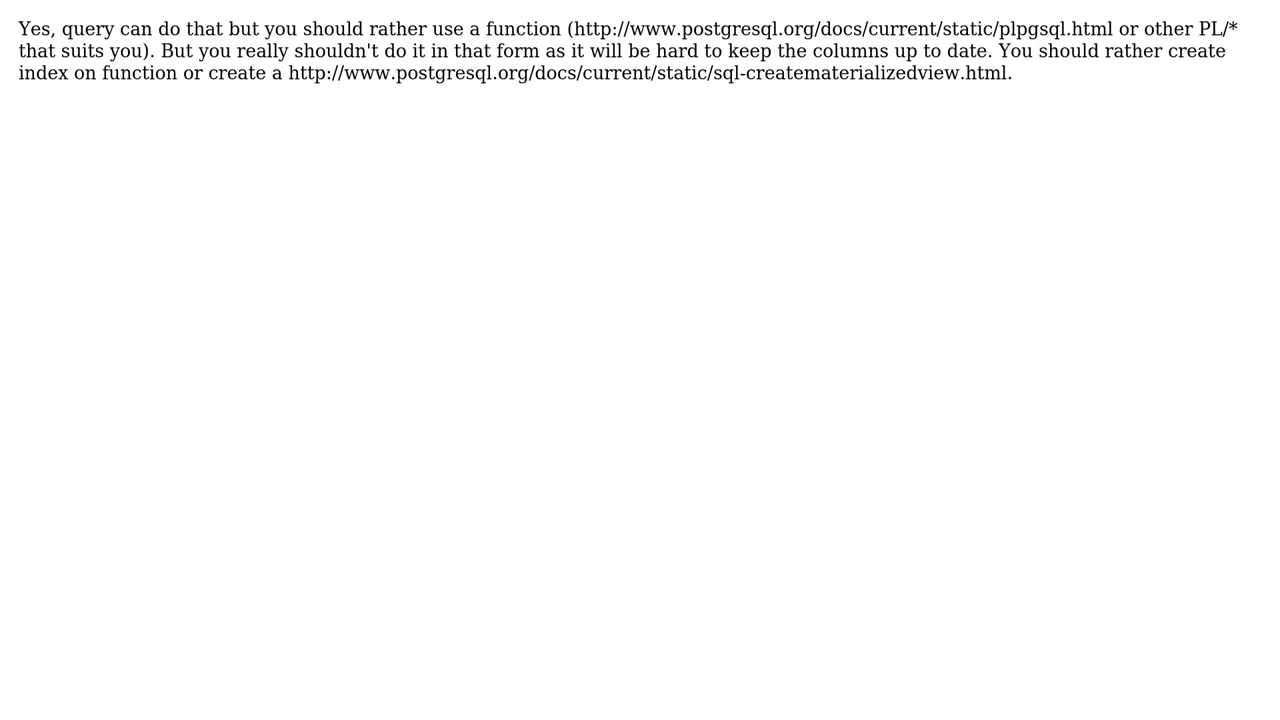 Yes, query can do that but you should rather use a function (http://www.postgresql.org/docs/current/static/plpgsql.html or other PL/*
that suits you). But you really shouldn't do it in that form as it will be hard to keep the columns up to date. You should rather create
index on function or create a http://www.postgresql.org/docs/current/static/sql-creatematerializedview.html.